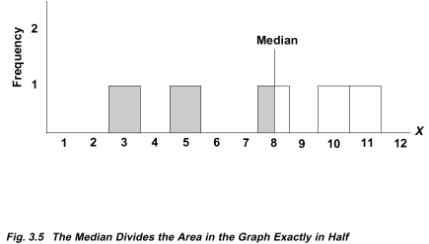 2
Frequency
Median
1
X
1 2 3 4 5 6 7 8 9 10 11 12
Fig. 3.5 The Median Divides the Area in the Graph Exactly in Half